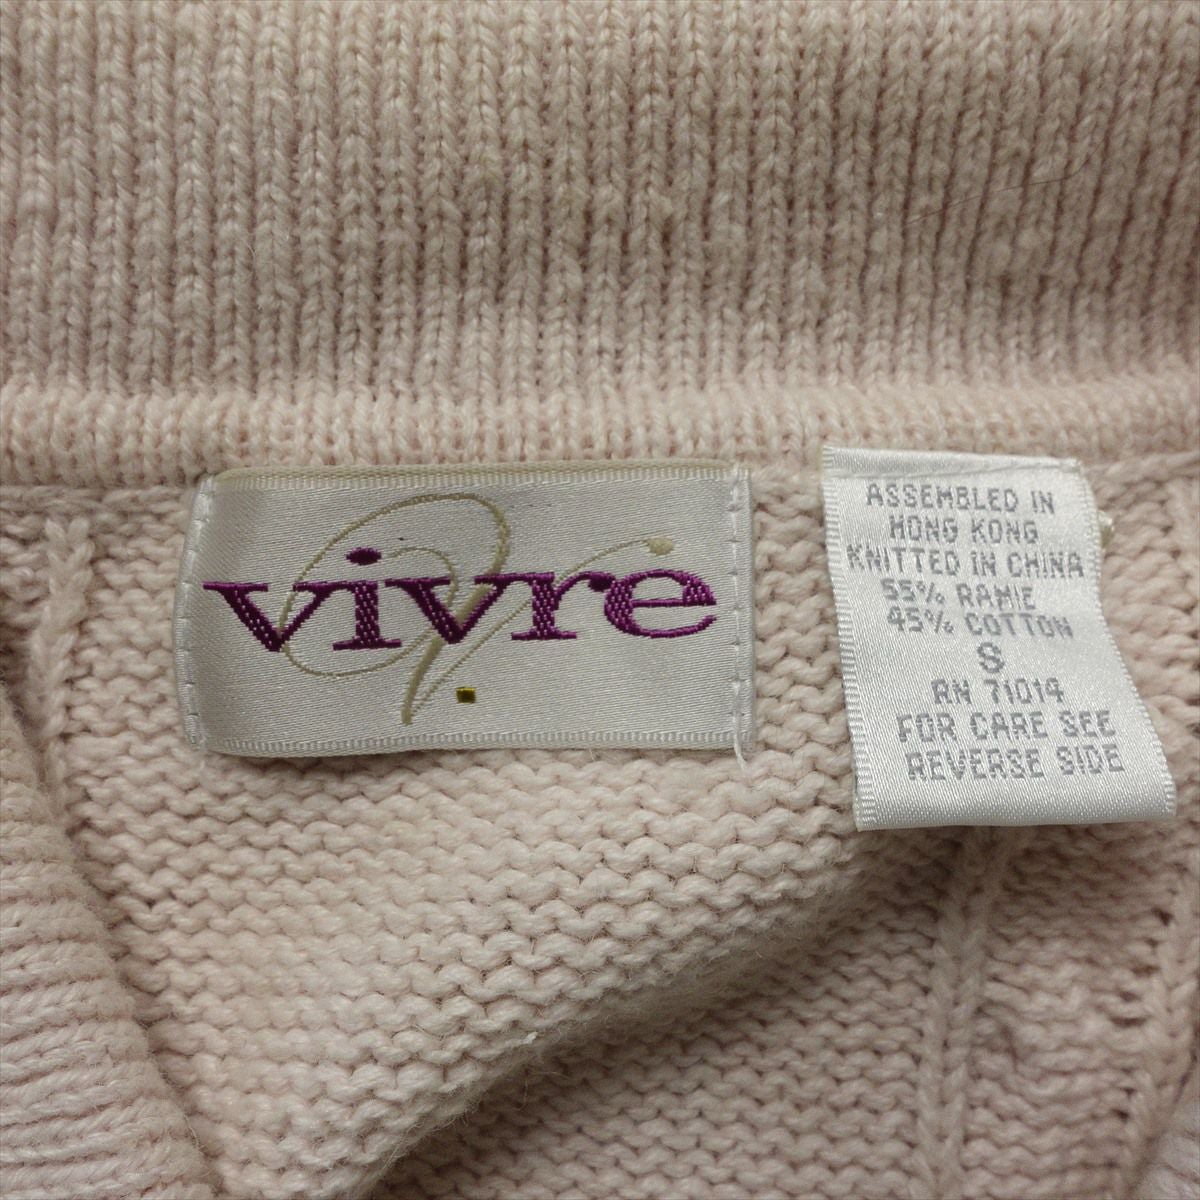 vivre
ASSEMBLED IN
HONG KONG
KNITTED IN CHINA
55% RAMIE
45% COTTON
S
RN 71014
FOR CARE SEE
REVERSE SIDE